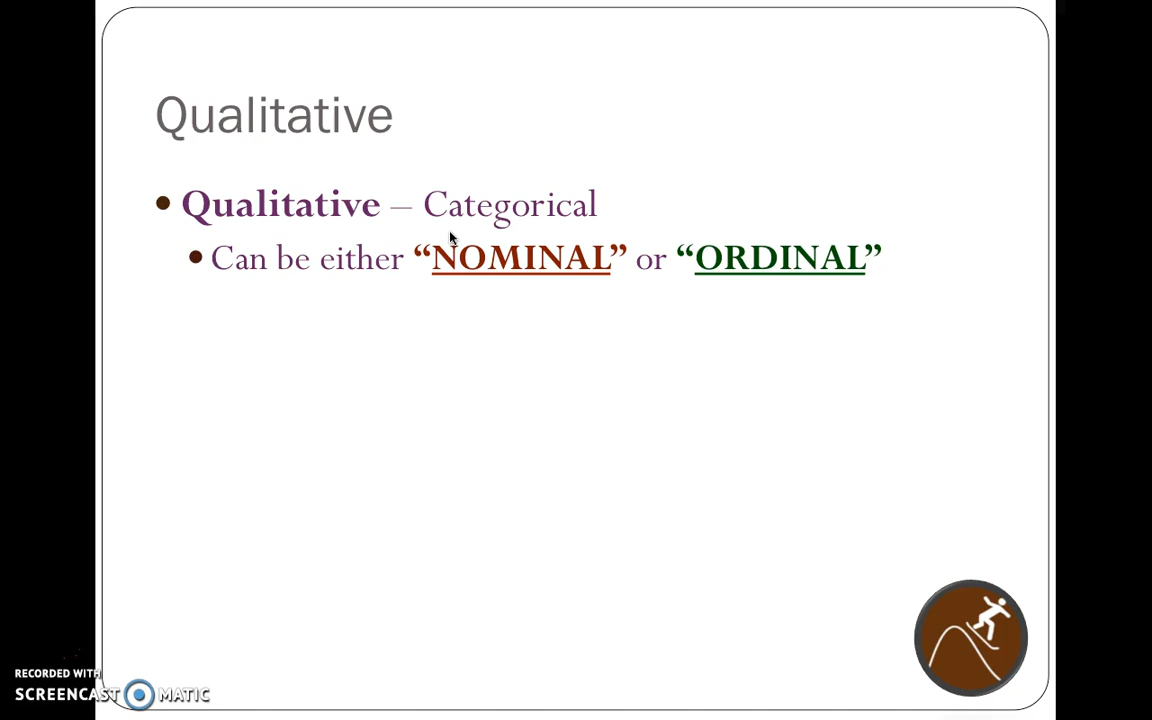 Qualitative
• Qualitative – Categorical
• Can be either “NOMINAL” or “ORDINAL”
RECORDED WITH
SCREENCAST MATIC